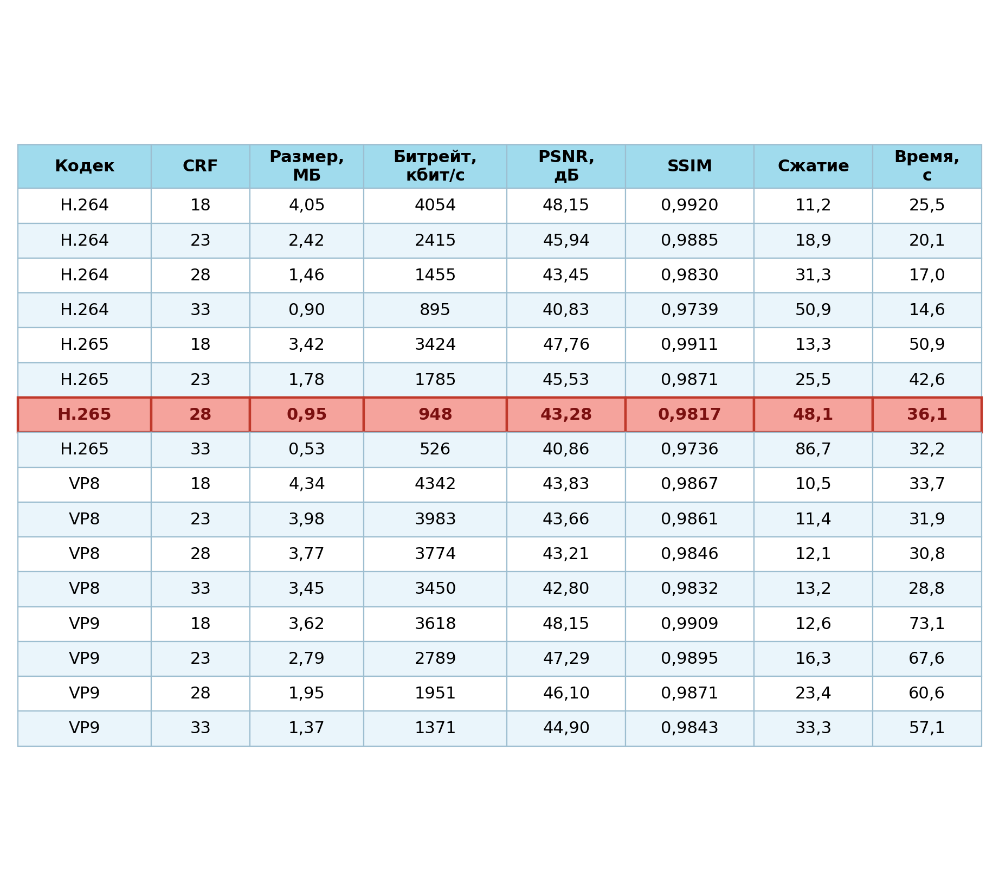 Кодек CRF Размер, МБ Битрейт, кбит/с PSNR, дБ SSIM Сжатие Время, с
H.264 18 4,05 4054 48,15 0,9920 11,2 25,5
H.264 23 2,42 2415 45,94 0,9885 18,9 20,1
H.264 28 1,46 1455 43,45 0,9830 31,3 17,0
H.264 33 0,90 895 40,83 0,9739 50,9 14,6
H.265 18 3,42 3424 47,76 0,9911 13,3 50,9
H.265 23 1,78 1785 45,53 0,9871 25,5 42,6
H.265 28 0,95 948 43,28 0,9817 48,1 36,1
H.265 33 0,53 526 40,86 0,9736 86,7 32,2
VP8 18 4,34 4342 43,83 0,9867 10,5 33,7
VP8 23 3,98 3983 43,66 0,9861 11,4 31,9
VP8 28 3,77 3774 43,21 0,9846 12,1 30,8
VP8 33 3,45 3450 42,80 0,9832 13,2 28,8
VP9 18 3,62 3618 48,15 0,9909 12,6 73,1
VP9 23 2,79 2789 47,29 0,9895 16,3 67,6
VP9 28 1,95 1951 46,10 0,9871 23,4 60,6
VP9 33 1,37 1371 44,90 0,9843 33,3 57,1